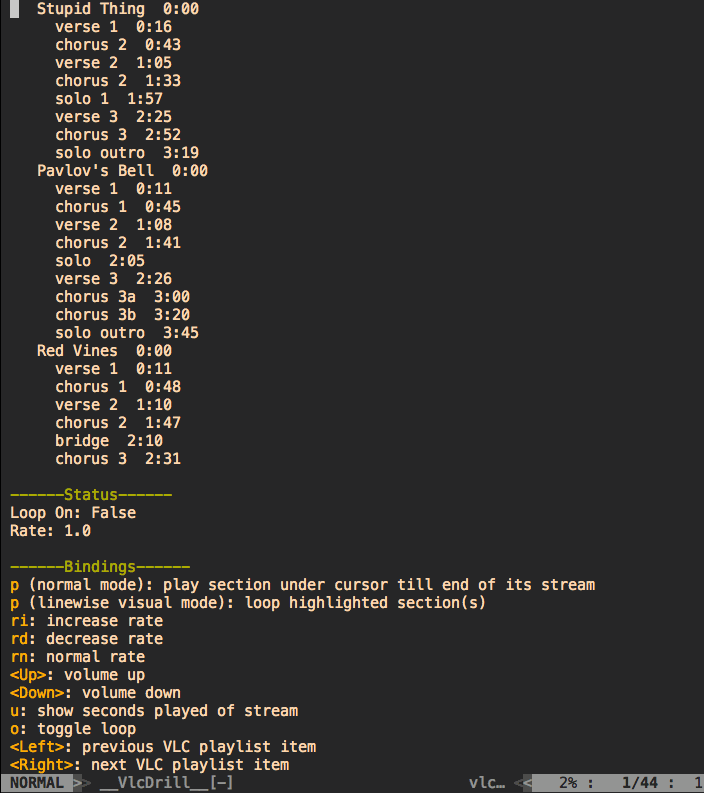 Stupid Thing  0:00
verse 1  0:16
chorus 2  0:43
verse 2  1:05
chorus 2  1:33
solo 1  1:57
verse 3  2:25
chorus 3  2:52
solo outro  3:19
Pavlov's Bell  0:00
verse 1  0:11
chorus 1  0:45
verse 2  1:08
chorus 2  1:41
solo  2:05
verse 3  2:26
chorus 3a  3:00
chorus 3b  3:20
solo outro  3:45
Red Vines  0:00
verse 1  0:11
chorus 1  0:48
verse 2  1:10
chorus 2  1:47
bridge  2:10
chorus 3  2:31
------Status------
Loop On: False
Rate: 1.0
------Bindings------
p (normal mode): play section under cursor till end of its stream
p (linewise visual mode): loop highlighted section(s)
ri: increase rate
rd: decrease rate
rn: normal rate
<Up>: volume up
<Down>: volume down
u: show seconds played of stream
o: toggle loop
<Left>: previous VLC playlist item
<Right>: next VLC playlist item
NORMAL >> __VlcDrill__[-] vlc… << 2% : 1/44 : 1